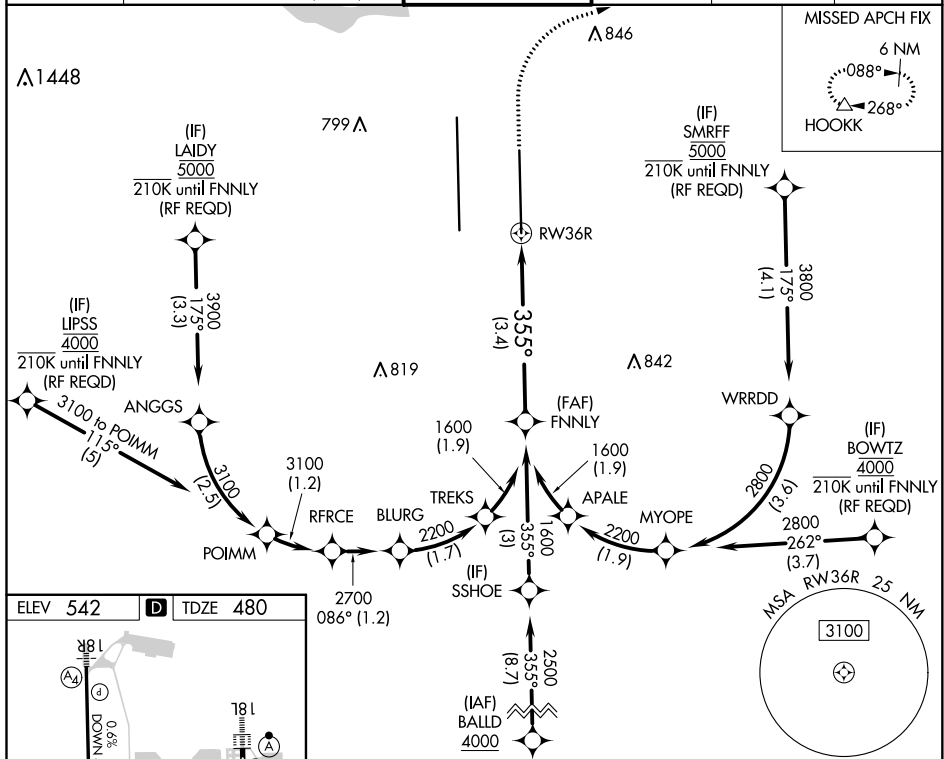 MISSED APCH FIX
6 NM
088°
268°
HOOKK
846
1448
799
(IF)
LAIDY
5000
210K until FNNLY
(RF REQD)
(IF)
SMRFF
5000
210K until FNNLY
(RF REQD)
RW36R
3900
175°
(3.3)
3800
175°
(4.1)
355°
(3.4)
(IF)
LIPSS
4000
210K until FNNLY
(RF REQD)
819
842
ANGGS
3100 to POIMM
115°
(5)
(FAF)
FNNLY
WRRDD
(IF)
BOWTZ
4000
210K until FNNLY
(RF REQD)
1600
(1.9)
1600
(1.9)
3100
(2.5)
3100
(1.2)
2800
(3.6)
POIMM
RFRCE
BLURG
TREKS
APALE
MYOPE
2200
(1.7)
2200
(1.9)
1600
355°
(3)
2800
262°
(3.7)
2700
086° (1.2)
(IF)
SSHOE
2500
355°
(8.7)
(IAF)
BALLD
4000
MSA RW36R 25 NM
3100
ELEV 542 D TDZE 480
18R
A4
P
0.6%
DOWN
18L
A